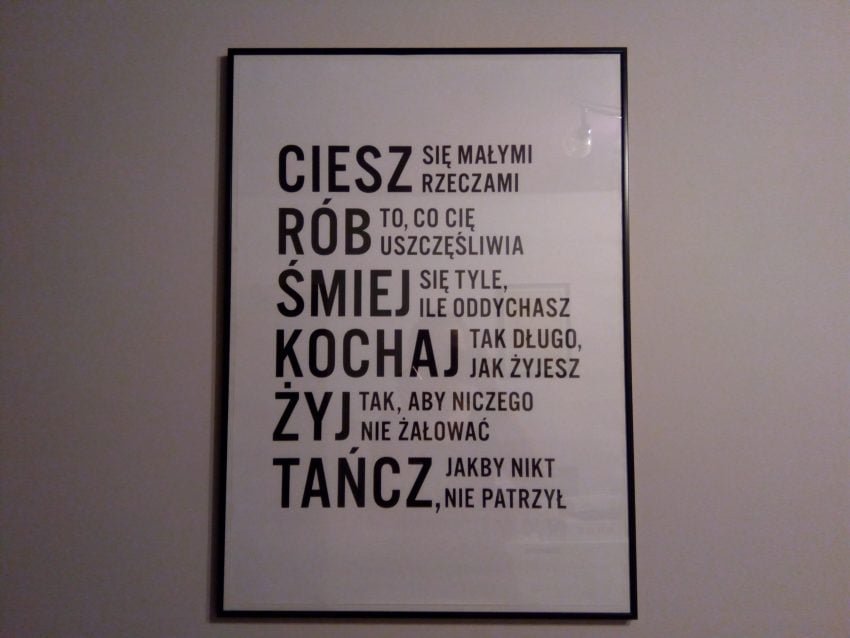 CIESZ SIĘ MAŁYMI
RZECZAMI
RÓB TO, CO CIĘ
USZCZĘŚLIWIA
ŚMIEJ SIĘ TYLE,
ILE ODDYCHASZ
KOCHAJ TAK DŁUGO,
JAK ŻYJESZ
ŻYJ TAK, ABY NICZEGO
NIE ŻAŁOWAĆ
TAŃCZ, JAKBY NIKT
NIE PATRZYŁ